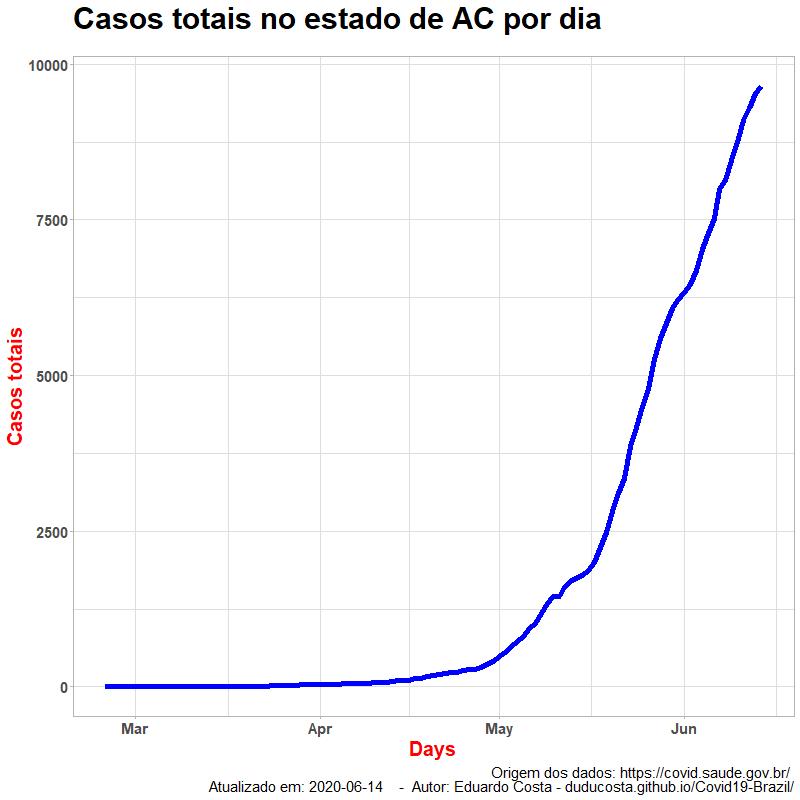 Casos totais no estado de AC por dia
Casos totais
10000
7500
5000
2500
0
Mar Apr May Jun
Days
Origem dos dados: https://covid.saude.gov.br/
Atualizado em: 2020-06-14 - Autor: Eduardo Costa - duducosta.github.io/Covid19-Brazil/